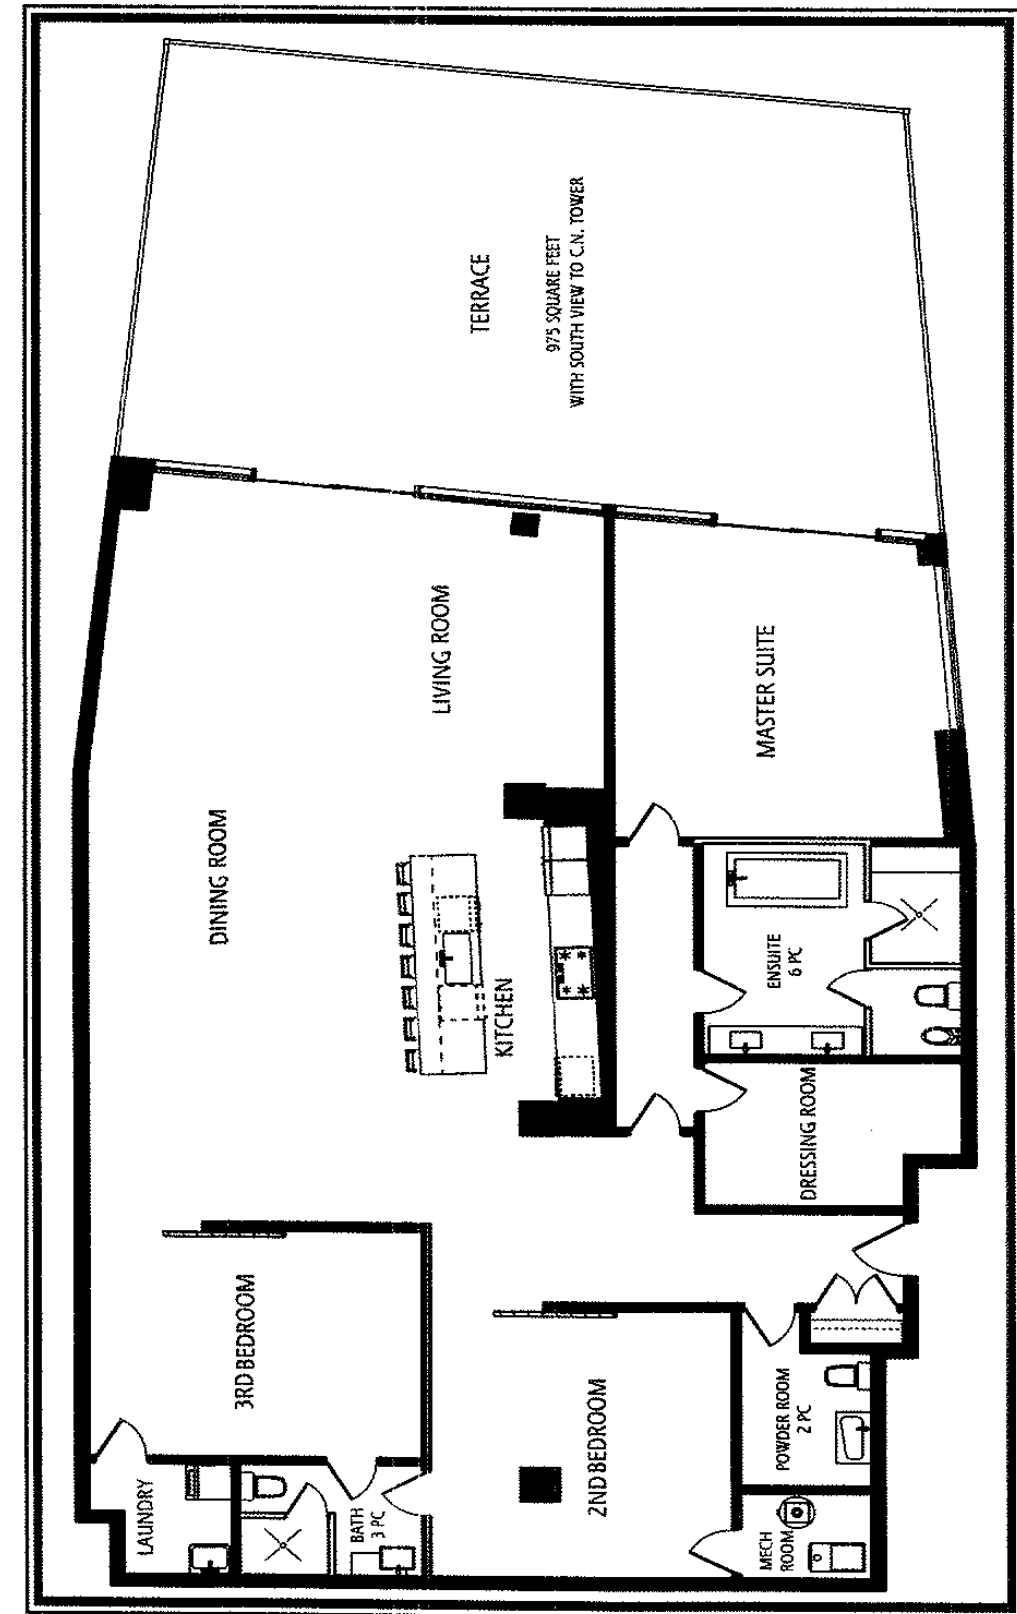 TERRACE
975 SQUARE FEET
WITH SOUTH VIEW TO C.N. TOWER
LIVING ROOM
MASTER SUITE
DINING ROOM
KITCHEN
ENSUITE
6 PC
DRESSING ROOM
3RD BEDROOM
2ND BEDROOM
POWDER ROOM
2 PC
LAUNDRY
BATH
3 PC
MECH
ROOM